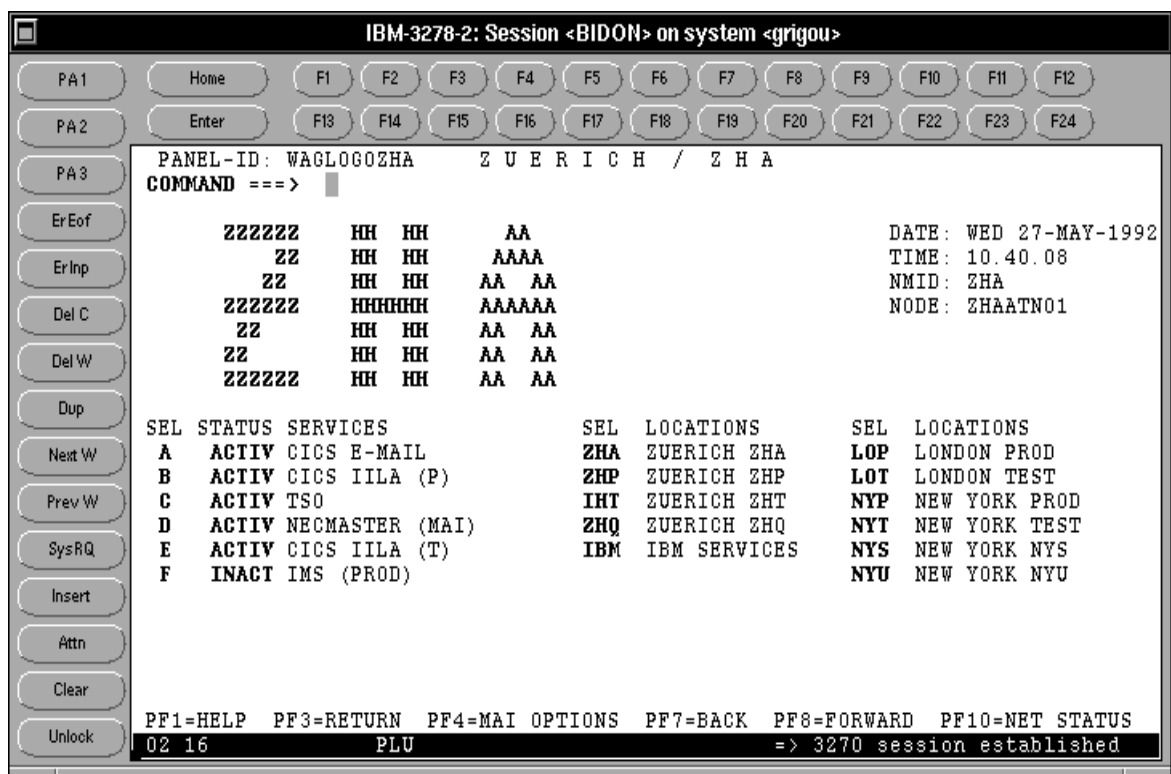 IBM-3278-2: Session <BIDON> on system <grigou>
PA1 Home F1 F2 F3 F4 F5 F6 F7 F8 F9 F10 F11 F12
PA2 Enter F13 F14 F15 F16 F17 F18 F19 F20 F21 F22 F23 F24
PA3
ErEof
ErInp
Del C
Del W
Dup
Next W
Prev W
SysRQ
Insert
Attn
Clear
Unlock
PANEL-ID: WAGLOGOZHA Z U E R I C H / Z H A
COMMAND ===>
ZZZZZZ HH HH AA DATE: WED 27-MAY-1992
ZZ HH HH AAAA TIME: 10.40.08
ZZ HH HH AA AA NMID: ZHA
ZZZZZZ HHHHHH AAAAAA NODE: ZHAATN01
ZZ HH HH AA AA
ZZ HH HH AA AA
ZZZZZZ HH HH AA AA
SEL STATUS SERVICES SEL LOCATIONS SEL LOCATIONS
A ACTIV CICS E-MAIL ZHA ZUERICH ZHA LOP LONDON PROD
B ACTIV CICS IILA (P) ZHP ZUERICH ZHP LOT LONDON TEST
C ACTIV TSO IHT ZUERICH ZHT NYP NEW YORK PROD
D ACTIV NECMASTER (MAI) ZHQ ZUERICH ZHQ NYT NEW YORK TEST
E ACTIV CICS IILA (T) IBM IBM SERVICES NYS NEW YORK NYS
F INACT IMS (PROD) NYU NEW YORK NYU
PF1=HELP PF3=RETURN PF4=MAI OPTIONS PF7=BACK PF8=FORWARD PF10=NET STATUS
02 16 PLU => 3270 session established